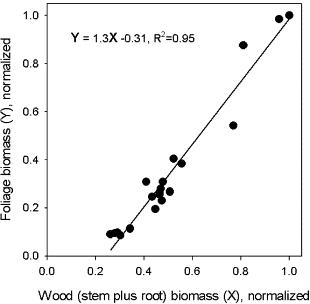 Y = 1.3X -0.31, R²=0.95
Foliage biomass (Y), normalized
1.0
0.8
0.6
0.4
0.2
0.0
0.0 0.2 0.4 0.6 0.8 1.0
Wood (stem plus root) biomass (X), normalized